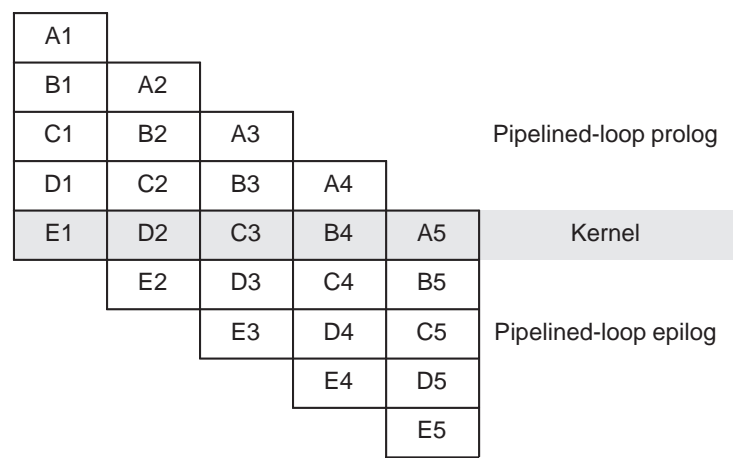 A1
B1 A2
C1 B2 A3 Pipelined-loop prolog
D1 C2 B3 A4
E1 D2 C3 B4 A5 Kernel
E2 D3 C4 B5
E3 D4 C5 Pipelined-loop epilog
E4 D5
E5